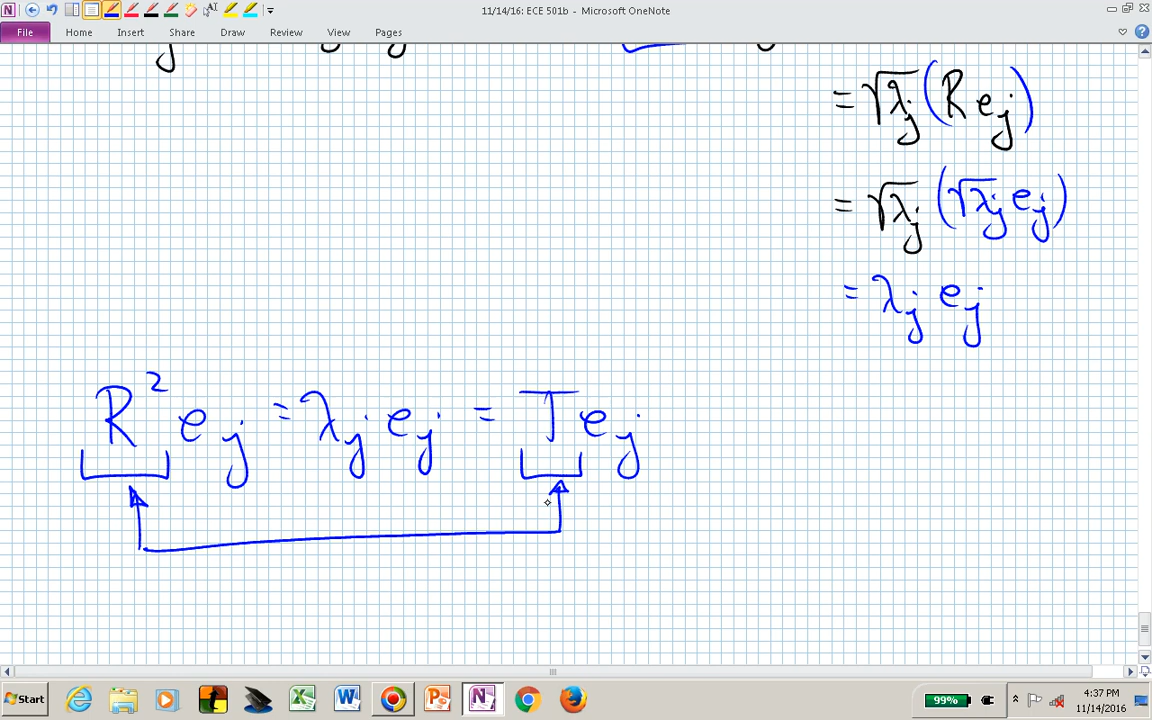 11/14/16: ECE 501b - Microsoft OneNote
File Home Insert Share Draw Review View Pages
= √λj (R ej)
= √λj (√λj ej)
= λj ej
R² ej = λj ej = T ej
Start
99%
4:37 PM
11/14/2016